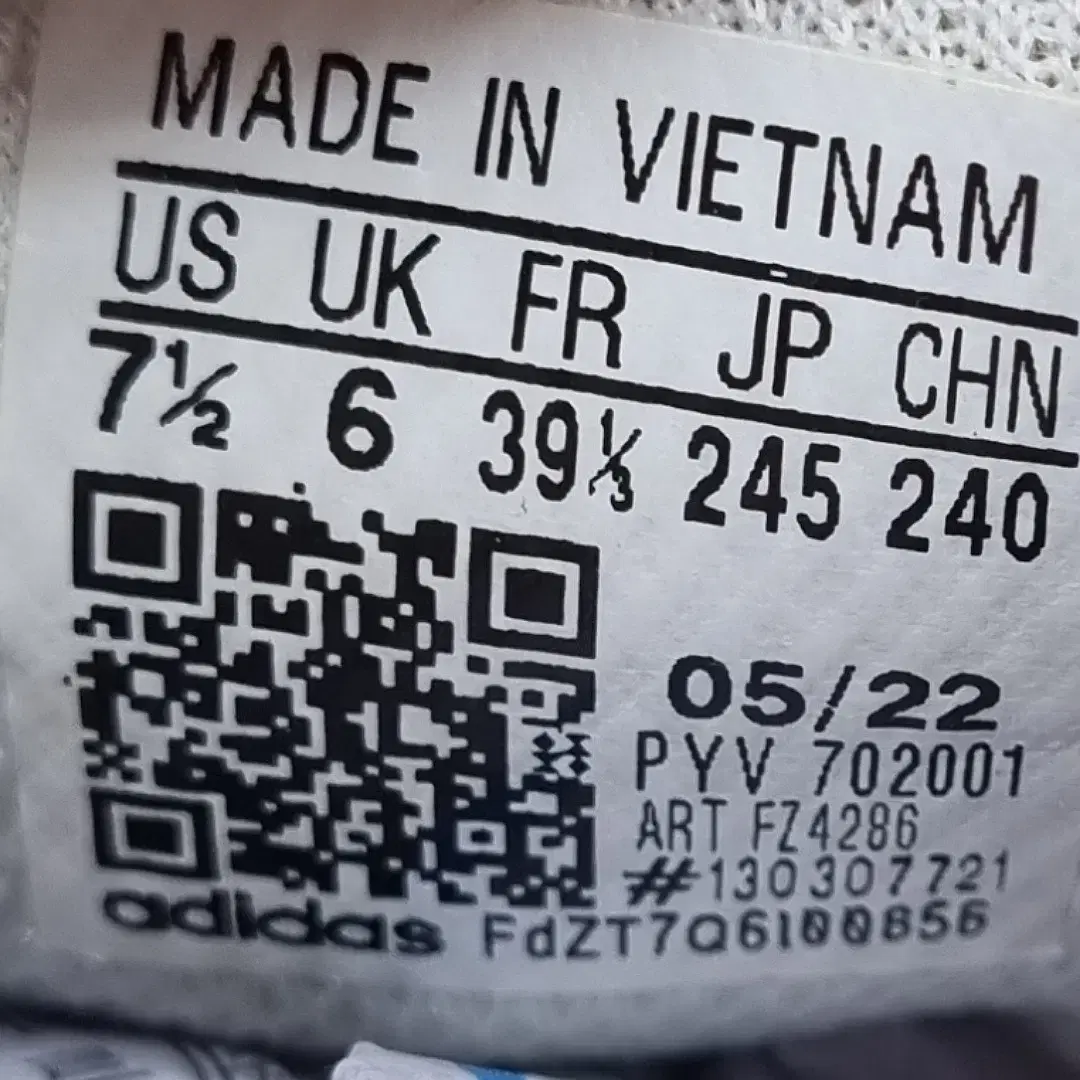 MADE IN VIETNAM
US UK FR JP CHN
7½ 6 39⅓ 245 240
05/22
PYV 702001
ART FZ4286
#130307721
adidas FdZT7Q6100856